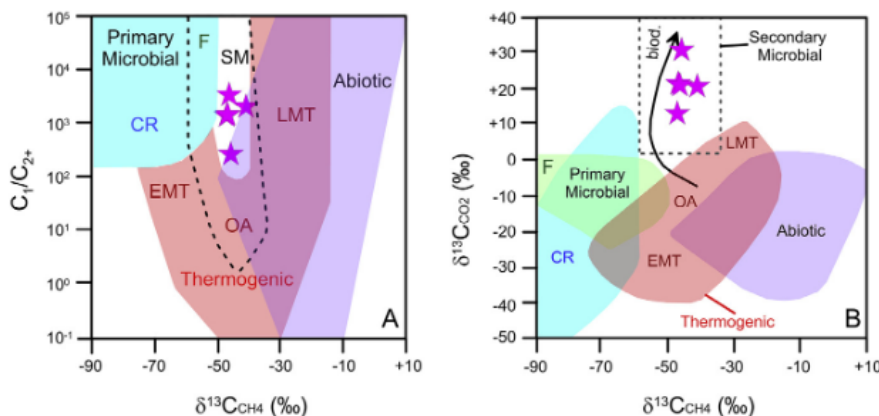 10⁵
10⁴
10³
10²
10¹
10⁰
10⁻¹
C₁/C₂₊
Primary
Microbial
F
SM
CR
Abiotic
LMT
EMT
OA
Thermogenic
A
-90
-70
-50
-30
-10
+10
δ¹³CCH4 (‰)
+40
+30
+20
+10
0
-10
-20
-30
-40
-50
δ¹³CCO2 (‰)
biod.
Secondary
Microbial
LMT
F
Primary
Microbial
OA
Abiotic
CR
EMT
Thermogenic
B
-90
-70
-50
-30
-10
+10
δ¹³CCH4 (‰)